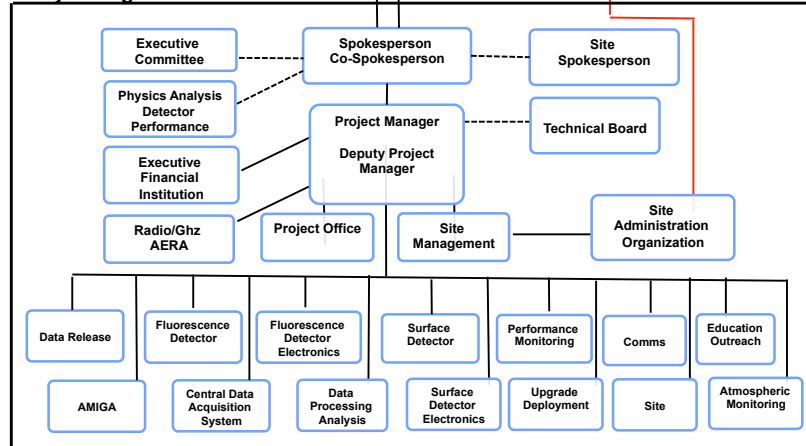 Executive
Committee
Spokesperson
Co-Spokesperson
Site
Spokesperson
Physics Analysis
Detector
Performance
Project Manager
Deputy Project
Manager
Technical Board
Executive
Financial
Institution
Radio/Ghz
AERA
Project Office
Site
Management
Site
Administration
Organization
Data Release
Fluorescence
Detector
Fluorescence
Detector
Electronics
Surface
Detector
Performance
Monitoring
Comms
Education
Outreach
AMIGA
Central Data
Acquisition
System
Data
Processing
Analysis
Surface
Detector
Electronics
Upgrade
Deployment
Site
Atmospheric
Monitoring